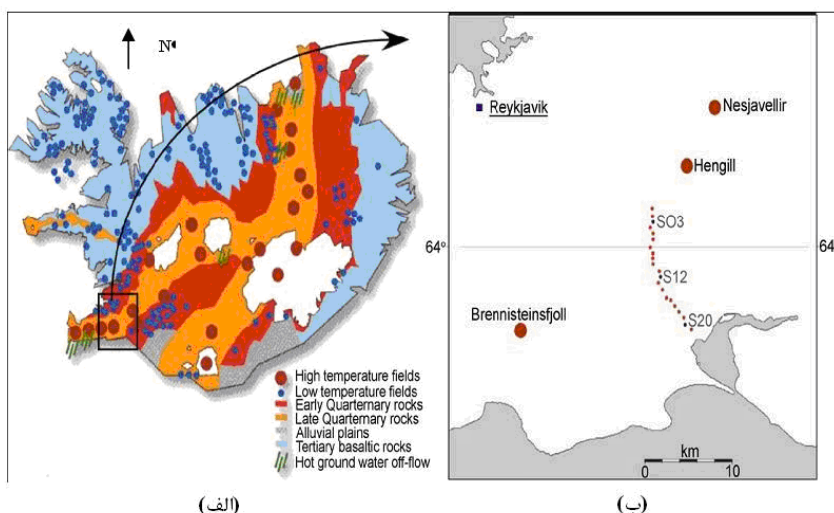 N
High temperature fields
Low temperature fields
Early Quarternary rocks
Late Quarternary rocks
Alluvial plains
Tertiary basaltic rocks
Hot ground water off-flow
(الف)
Reykjavik
Nesjavellir
Hengill
SO3
64°
64
S12
S20
Brennisteinsfjoll
km
0 10
(ب)